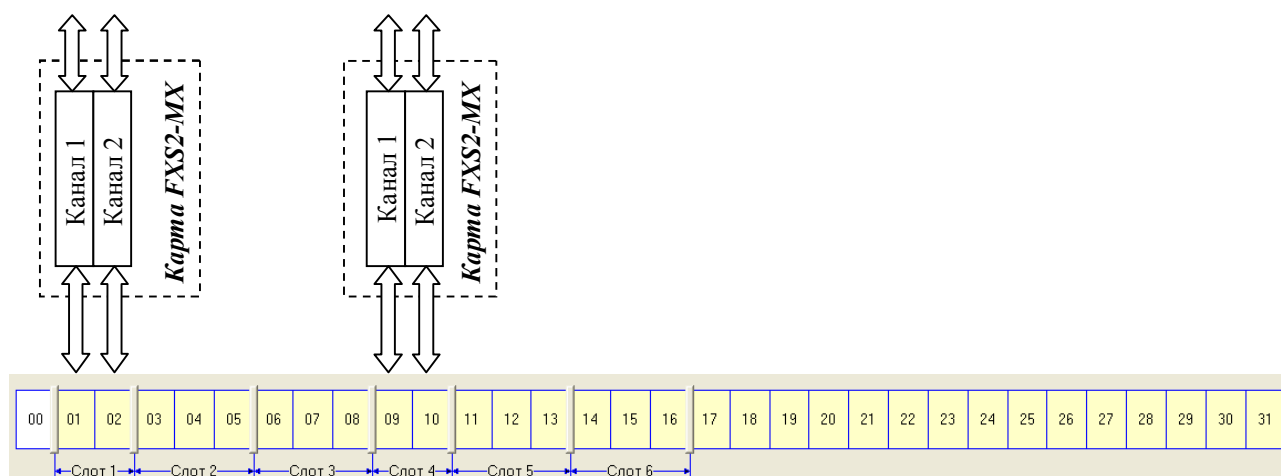 Канал 1
Канал 2
Карта FXS2-MX
Канал 1
Канал 2
Карта FXS2-MX
00 01 02 03 04 05 06 07 08 09 10 11 12 13 14 15 16 17 18 19 20 21 22 23 24 25 26 27 28 29 30 31
Слот 1 Слот 2 Слот 3 Слот 4 Слот 5 Слот 6